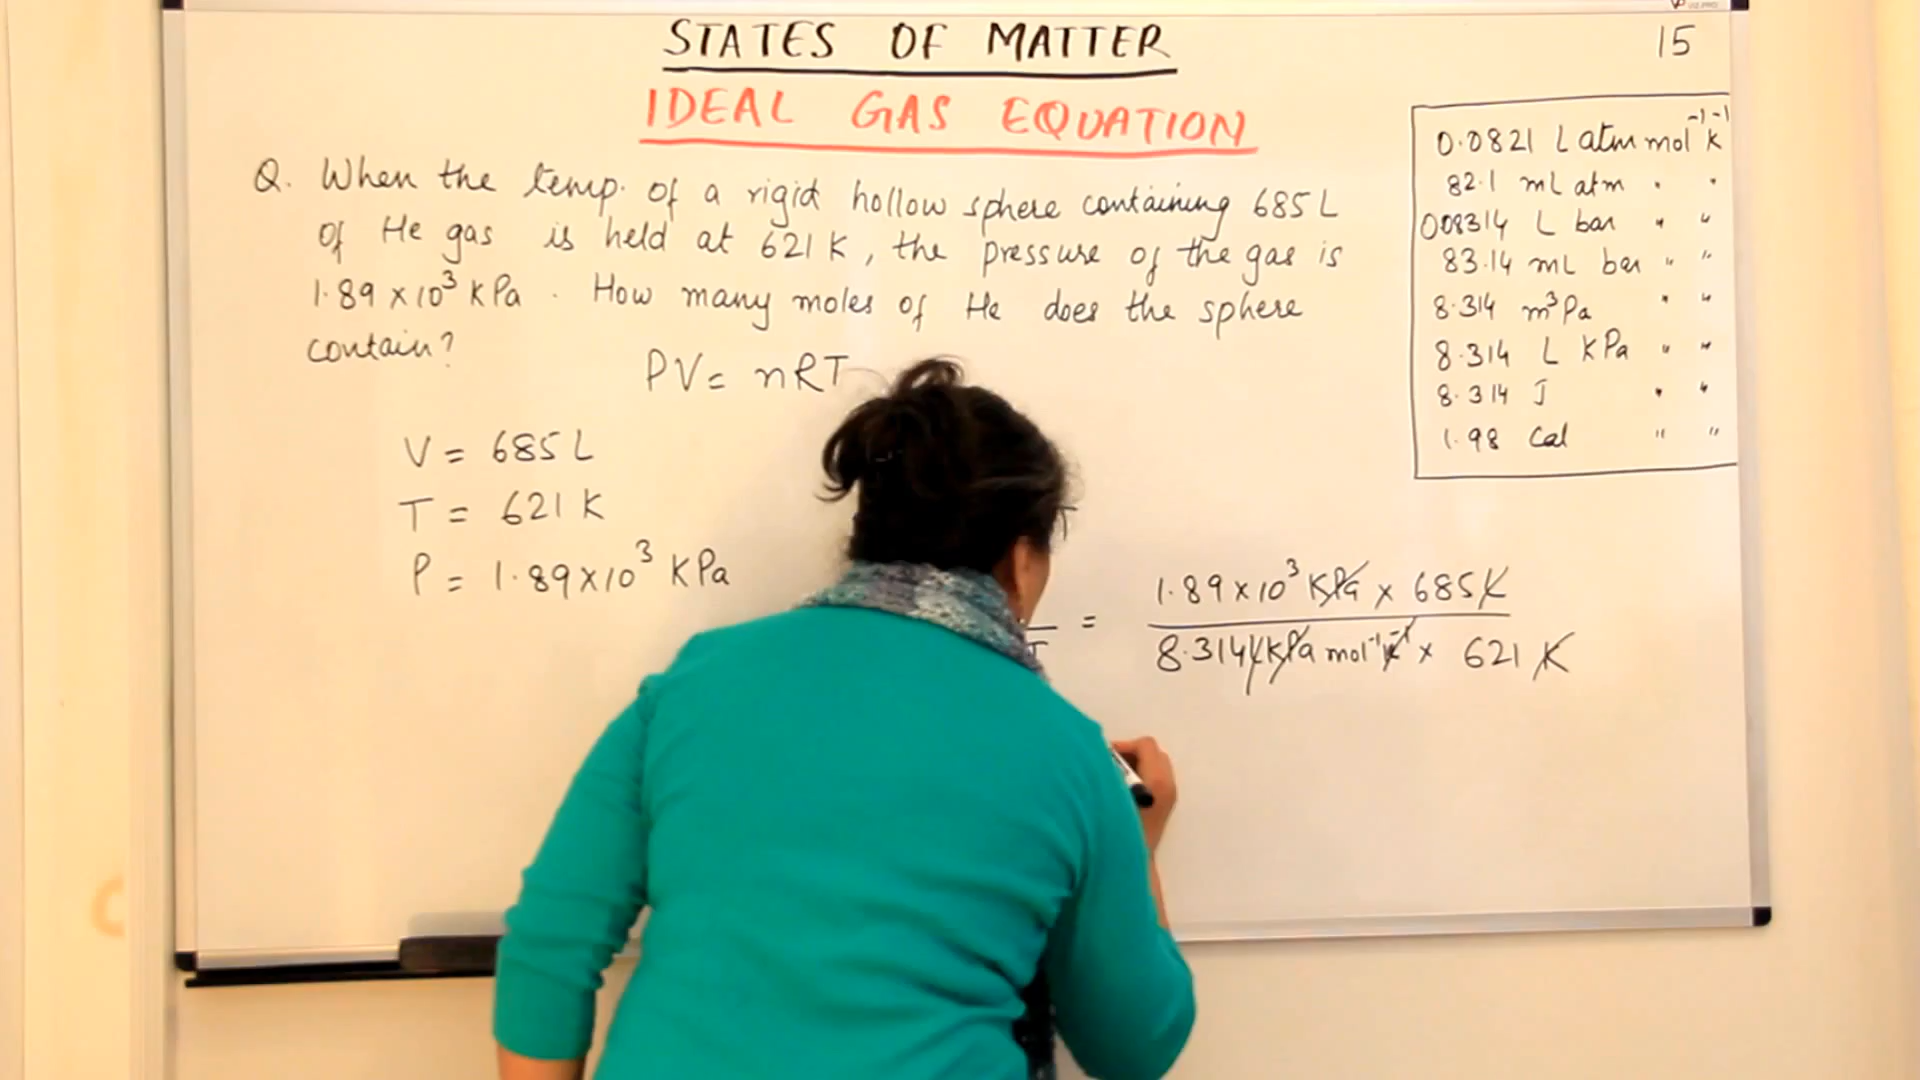 STATES OF MATTER
15
IDEAL GAS EQUATION
Q. When the temp. of a rigid hollow sphere containing 685 L
of He gas is held at 621 K, the pressure of the gas is
1.89 x 10³ KPa. How many moles of He does the sphere
contain?
PV = nRT
V = 685 L
T = 621 K
P = 1.89 x 10³ KPa
T
T
= 1.89 x 10³ KPa x 685 L
8.314 L KPa mol⁻¹ K⁻¹ x 621 K
0.0821 L atm mol⁻¹ K⁻¹
82.1 mL atm " "
0.08314 L bar " "
83.14 mL bar " "
8.314 m³ Pa " "
8.314 L KPa " "
8.314 J " "
1.98 Cal " "